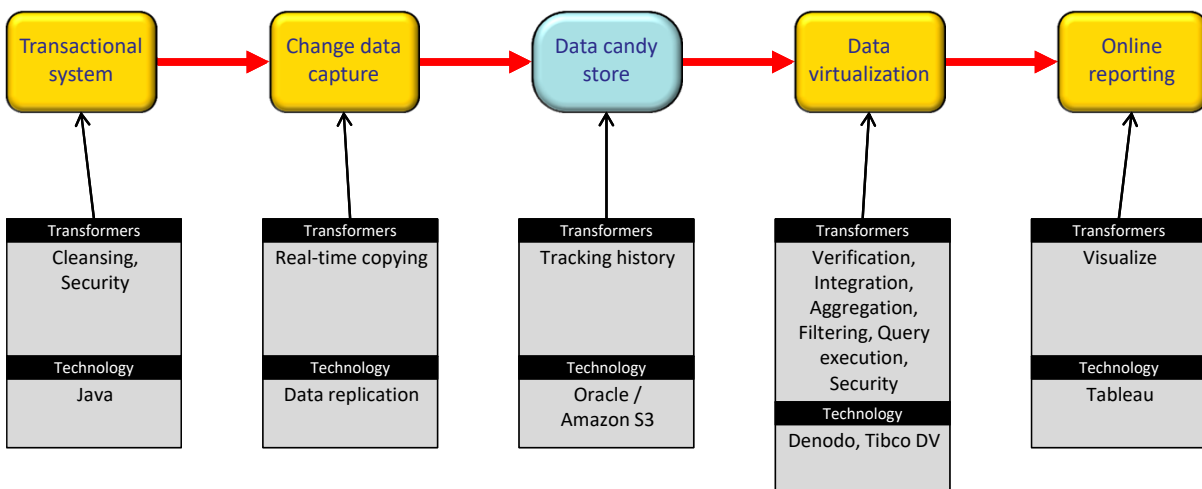 Transactional
system
Change data
capture
Data candy
store
Data
virtualization
Online
reporting
Transformers
Cleansing,
Security
Technology
Java
Transformers
Real-time copying
Technology
Data replication
Transformers
Tracking history
Technology
Oracle /
Amazon S3
Transformers
Verification,
Integration,
Aggregation,
Filtering, Query
execution,
Security
Technology
Denodo, Tibco DV
Transformers
Visualize
Technology
Tableau